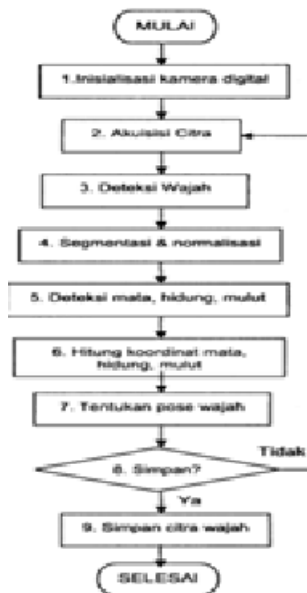 MULAI
1.Inisialisasi kamera digital
2. Akuisisi Citra
3. Deteksi Wajah
4. Segmentasi & normalisasi
5. Deteksi mata, hidung, mulut
6. Hitung koordinat mata,
hidung, mulut
7. Tentukan pose wajah
8. Simpan?
Tidak
Ya
9. Simpan citra wajah
SELESAI